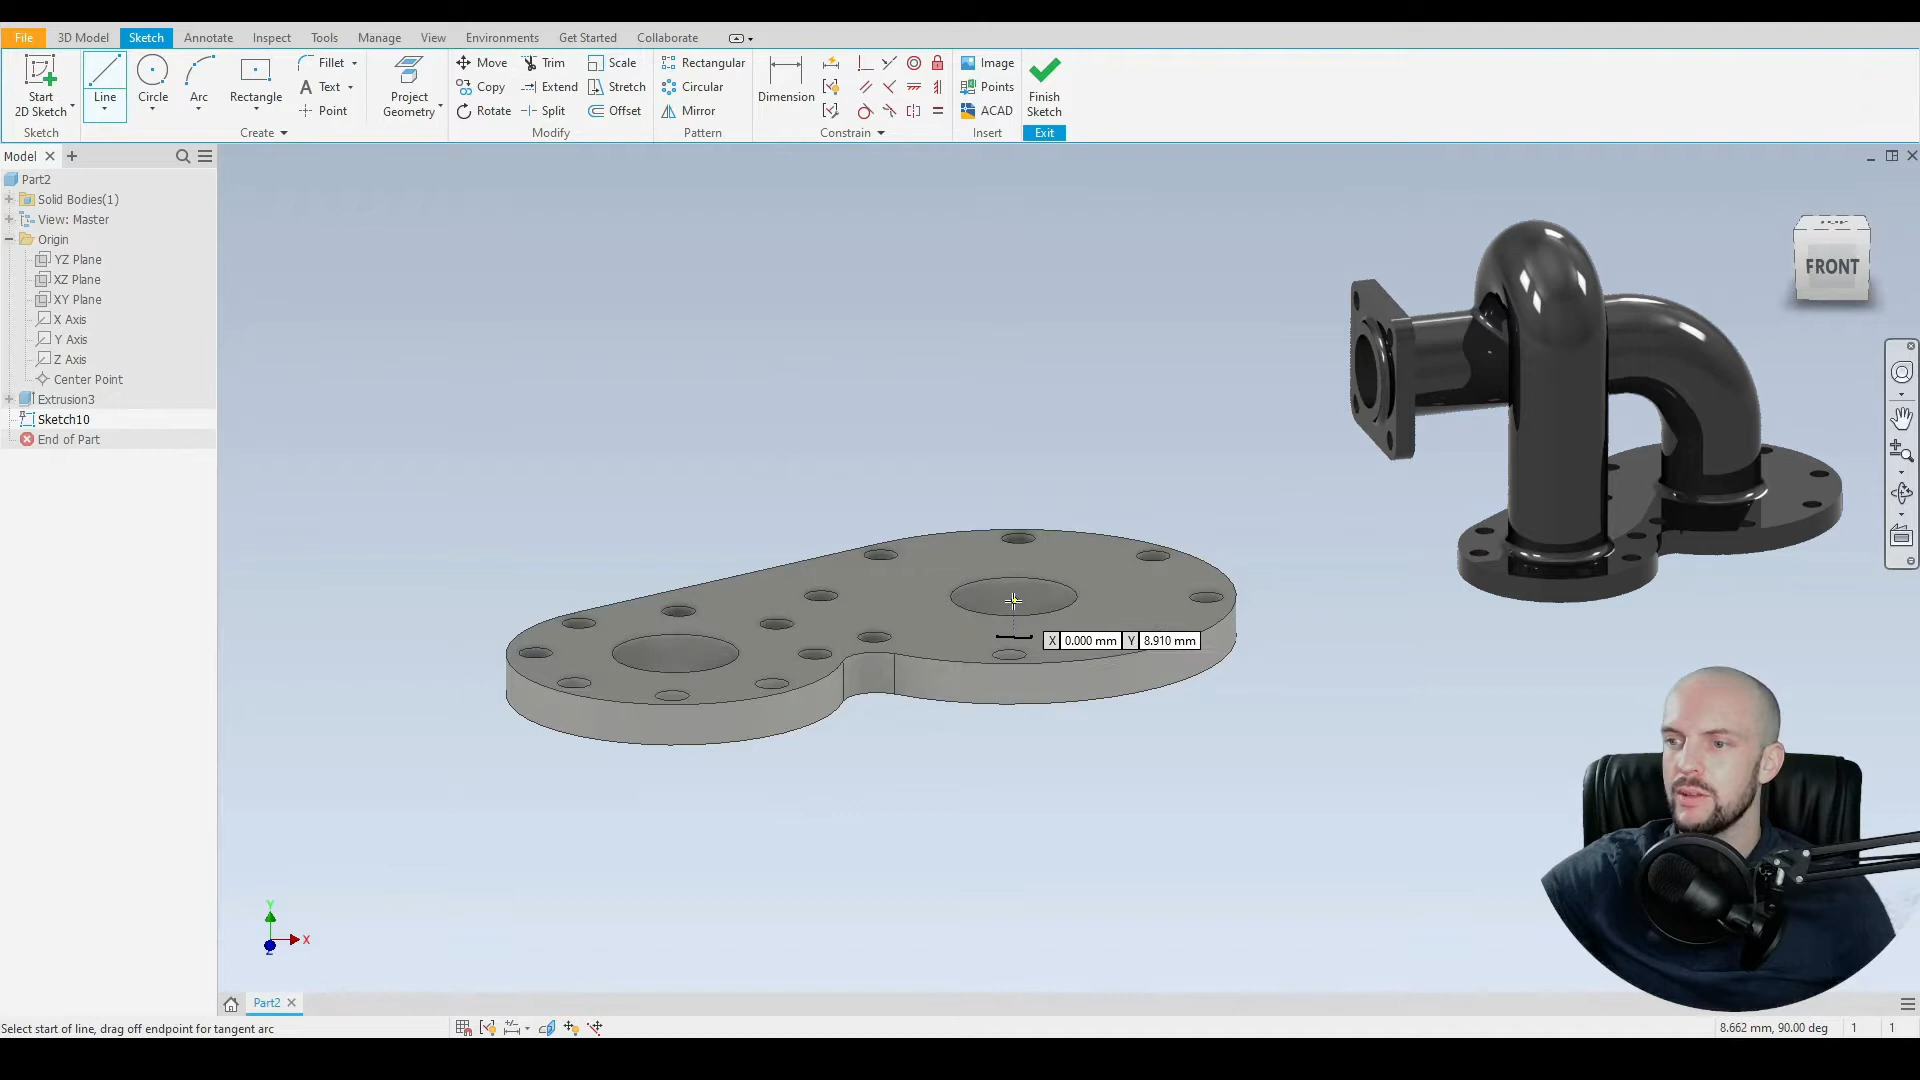 File 3D Model Sketch Annotate Inspect Tools Manage View Environments Get Started Collaborate
Start
2D Sketch
Line
Circle
Arc
Rectangle
Fillet
Text
Point
Project
Geometry
Move
Copy
Rotate
Trim
Extend
Split
Scale
Stretch
Offset
Rectangular
Circular
Mirror
Dimension
Image
Points
ACAD
Finish
Sketch
Sketch Create Modify Pattern Constrain Insert Exit
Model
Part2
Solid Bodies(1)
View: Master
Origin
YZ Plane
XZ Plane
XY Plane
X Axis
Y Axis
Z Axis
Center Point
Extrusion3
Sketch10
End of Part
TOP
FRONT
X 0.000 mm Y 8.910 mm
Y
X
Z
Part2
Select start of line, drag off endpoint for tangent arc
8.662 mm, 90.00 deg 1 1